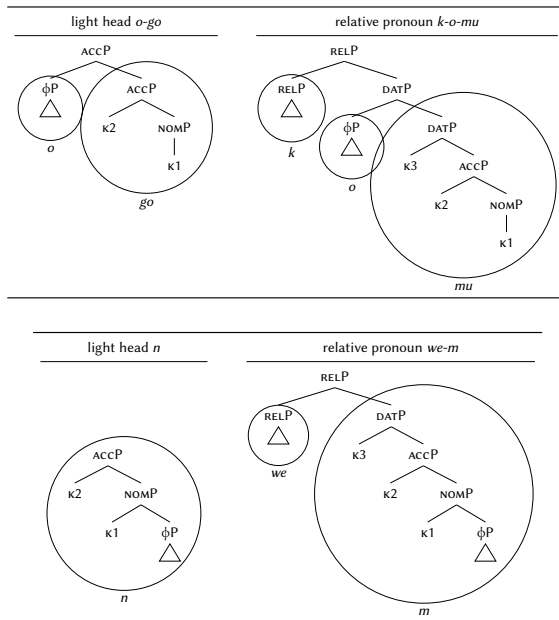 light head o-go
relative pronoun k-o-mu
ACCP
RELP
ϕP
ACCP
RELP
DATP
K2
NOMP
ϕP
DATP
o
k
K1
K3
ACCP
o
go
K2
NOMP
K1
mu
light head n
relative pronoun we-m
RELP
RELP
DATP
ACCP
K3
ACCP
we
K2
NOMP
K2
NOMP
K1
ϕP
K1
ϕP
n
m